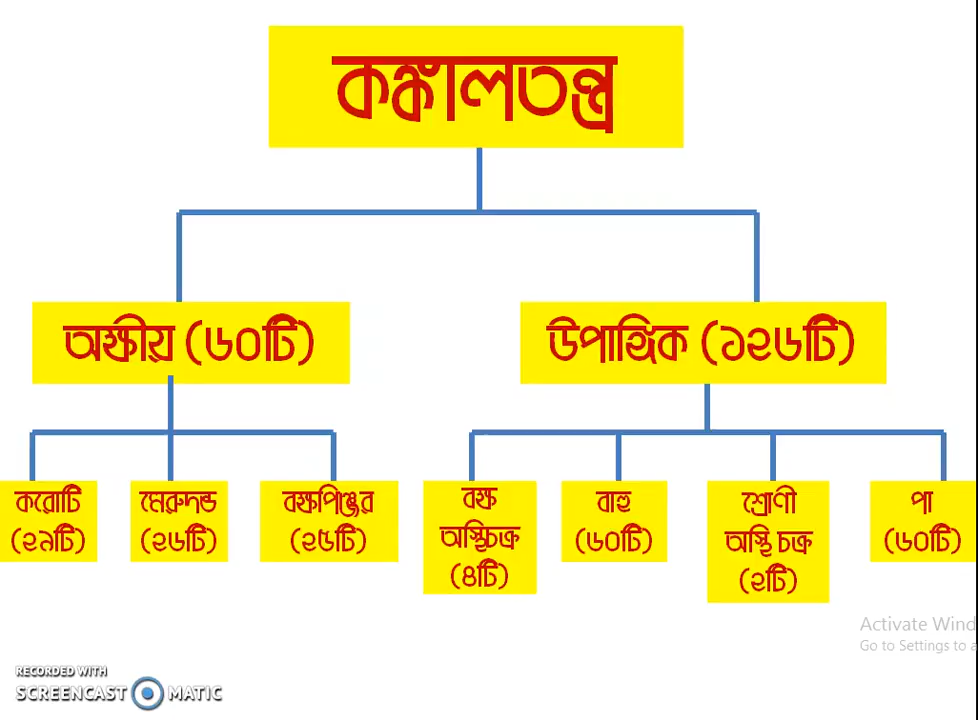 কঙ্কালতন্ত্র
অক্ষীয় (৬০টি)
উপাঙ্গিক (১২৬টি)
করোটি
(২৯টি)
মেরুদন্ড
(২৬টি)
বক্ষপিঞ্জর
(২৫টি)
বক্ষ
অস্থিচক্র
(৪টি)
বাহু
(৬০টি)
শ্রোণী
অস্থি চক্র
(২টি)
পা
(৬০টি)
Activate Wind
Go to Settings to a
RECORDED WITH
SCREENCAST MATIC